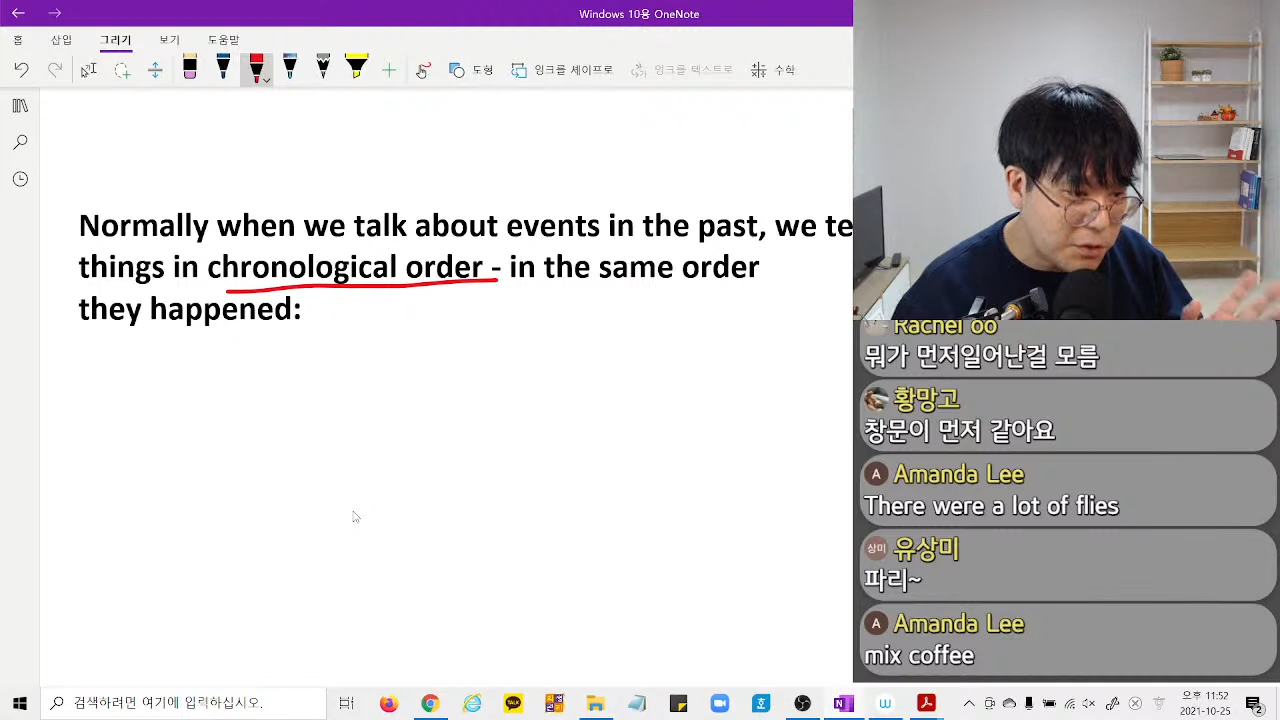 Windows 10용 OneNote
홈 삽입 그리기 보기 도움말
도형 잉크를 셰이프로 잉크를 텍스트로 수학
Normally when we talk about events in the past, we te
things in chronological order - in the same order
they happened:
Rachel oo
뭐가 먼저일어난걸 모름
황망고
창문이 먼저 같아요
A Amanda Lee
There were a lot of flies
상미 유상미
파리~
A Amanda Lee
mix coffee
검색하려면 여기에 입력하십시오.
오후 1:52
2021-10-25